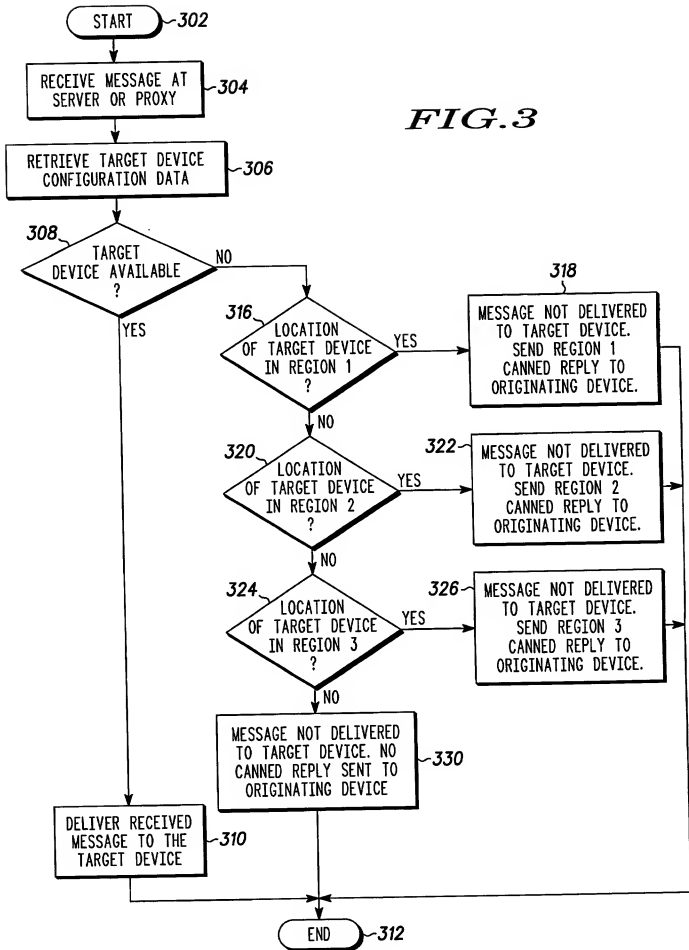 START
302
RECEIVE MESSAGE AT
SERVER OR PROXY
304
FIG.3
RETRIEVE TARGET DEVICE
CONFIGURATION DATA
306
308
TARGET
DEVICE AVAILABLE
?
NO
YES
316
LOCATION
OF TARGET DEVICE
IN REGION 1
?
YES
NO
318
MESSAGE NOT DELIVERED
TO TARGET DEVICE.
SEND REGION 1
CANNED REPLY TO
ORIGINATING DEVICE.
320
LOCATION
OF TARGET DEVICE
IN REGION 2
?
YES
NO
322
MESSAGE NOT DELIVERED
TO TARGET DEVICE.
SEND REGION 2
CANNED REPLY TO
ORIGINATING DEVICE.
324
LOCATION
OF TARGET DEVICE
IN REGION 3
?
YES
NO
326
MESSAGE NOT DELIVERED
TO TARGET DEVICE.
SEND REGION 3
CANNED REPLY TO
ORIGINATING DEVICE.
MESSAGE NOT DELIVERED
TO TARGET DEVICE. NO
CANNED REPLY SENT TO
ORIGINATING DEVICE
330
DELIVER RECEIVED
MESSAGE TO THE
TARGET DEVICE
310
END
312